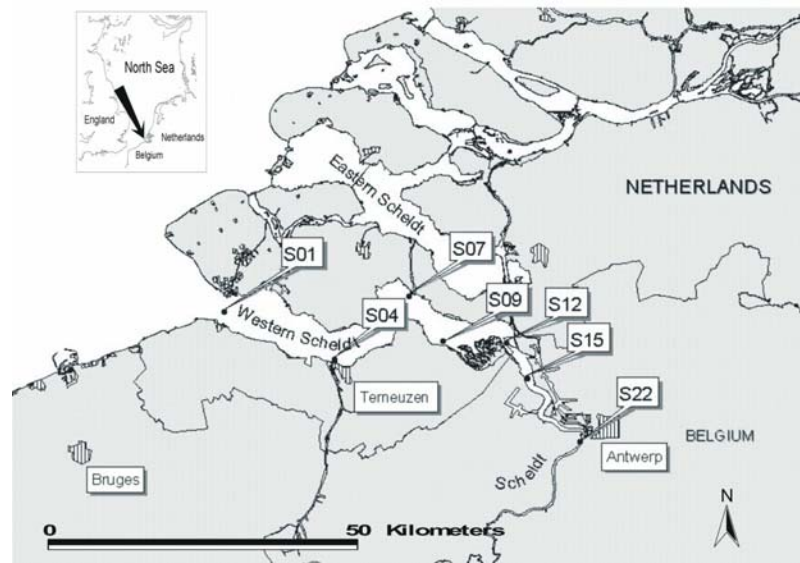 North Sea
England
Netherlands
Belgium
Eastern Scheldt
NETHERLANDS
S01
S07
S09
S12
Western Scheldt
S04
S15
Terneuzen
S22
BELGIUM
Antwerp
Bruges
Scheldt
N
0 50 Kilometers